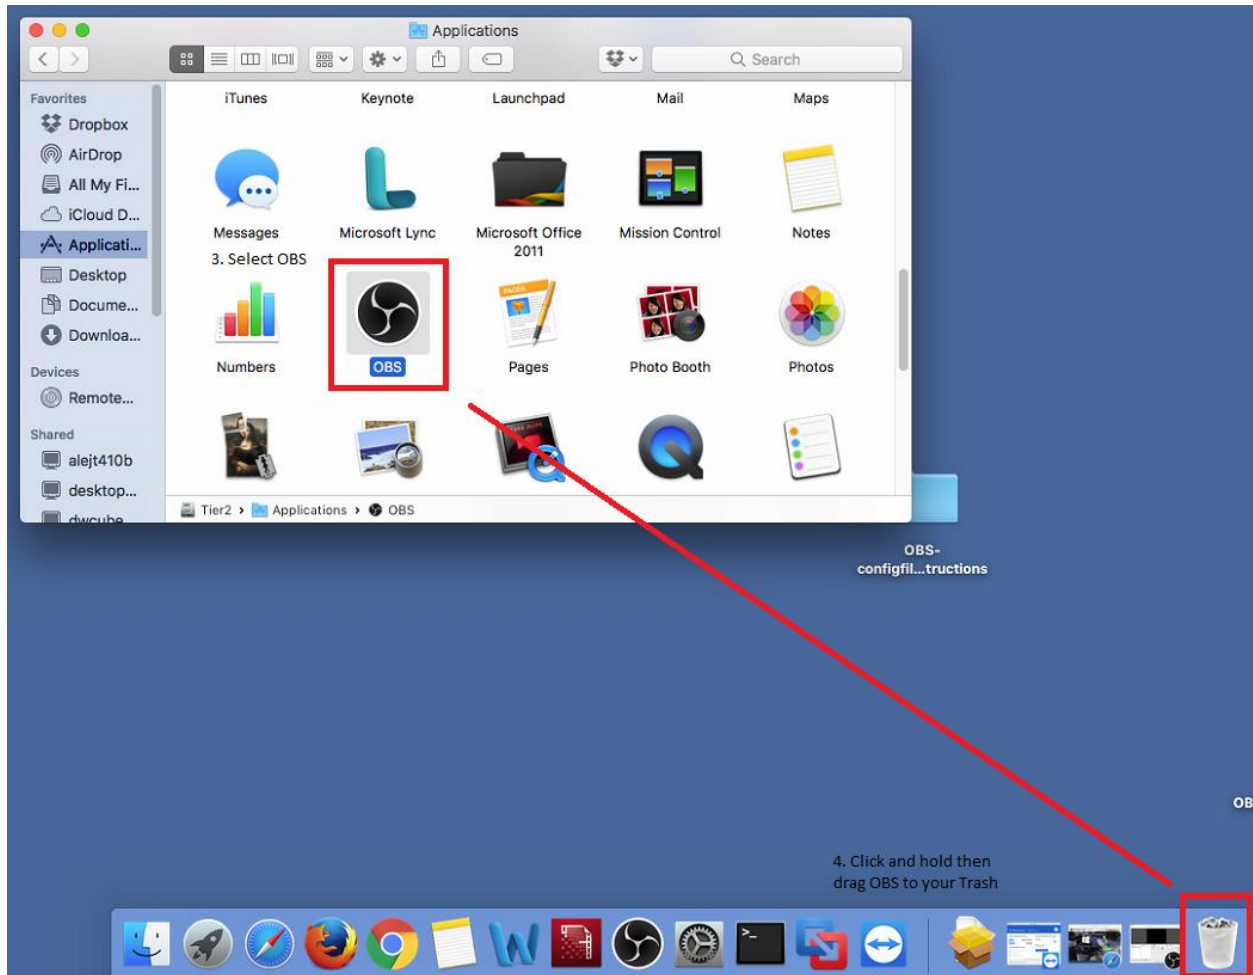 Applications
Search
Favorites
Dropbox
AirDrop
All My Fi...
iCloud D...
Applicati...
Desktop
Docume...
Downloa...
Devices
Remote...
Shared
alejt410b
desktop...
dwcube
iTunes
Keynote
Launchpad
Mail
Maps
Messages
Microsoft Lync
Microsoft Office
2011
Mission Control
Notes
3. Select OBS
Numbers
OBS
Pages
Photo Booth
Photos
Tier2 › Applications › OBS
OBS-
configfil...tructions
OB
4. Click and hold then
drag OBS to your Trash